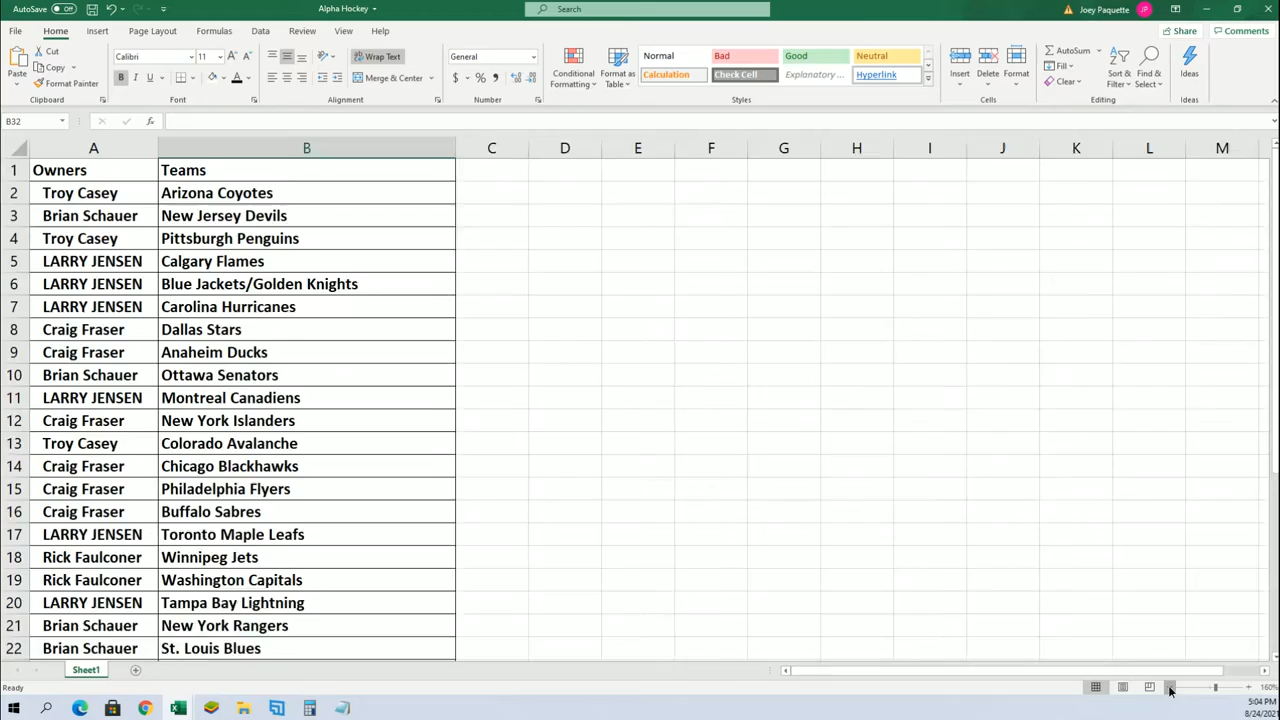 AutoSave Off Alpha Hockey Search Joey Paquette JP
File Home Insert Page Layout Formulas Data Review View Help Share Comments
Paste Cut Copy Format Painter Clipboard
Calibri 11 A A B I U A Font
ab Wrap Text Merge & Center Alignment
General $ % , Number
Conditional Formatting Format as Table
Normal Bad Good Neutral
Calculation Check Cell Explanatory ... Hyperlink
Styles
Insert Delete Format Cells
AutoSum Fill Clear Sort & Filter Find & Select Editing
Ideas Ideas
B32 fx
A B C D E F G H I J K L M
1 Owners Teams
2 Troy Casey Arizona Coyotes
3 Brian Schauer New Jersey Devils
4 Troy Casey Pittsburgh Penguins
5 LARRY JENSEN Calgary Flames
6 LARRY JENSEN Blue Jackets/Golden Knights
7 LARRY JENSEN Carolina Hurricanes
8 Craig Fraser Dallas Stars
9 Craig Fraser Anaheim Ducks
10 Brian Schauer Ottawa Senators
11 LARRY JENSEN Montreal Canadiens
12 Craig Fraser New York Islanders
13 Troy Casey Colorado Avalanche
14 Craig Fraser Chicago Blackhawks
15 Craig Fraser Philadelphia Flyers
16 Craig Fraser Buffalo Sabres
17 LARRY JENSEN Toronto Maple Leafs
18 Rick Faulconer Winnipeg Jets
19 Rick Faulconer Washington Capitals
20 LARRY JENSEN Tampa Bay Lightning
21 Brian Schauer New York Rangers
22 Brian Schauer St. Louis Blues
Sheet1
Ready 160%
5:04 PM
8/24/202